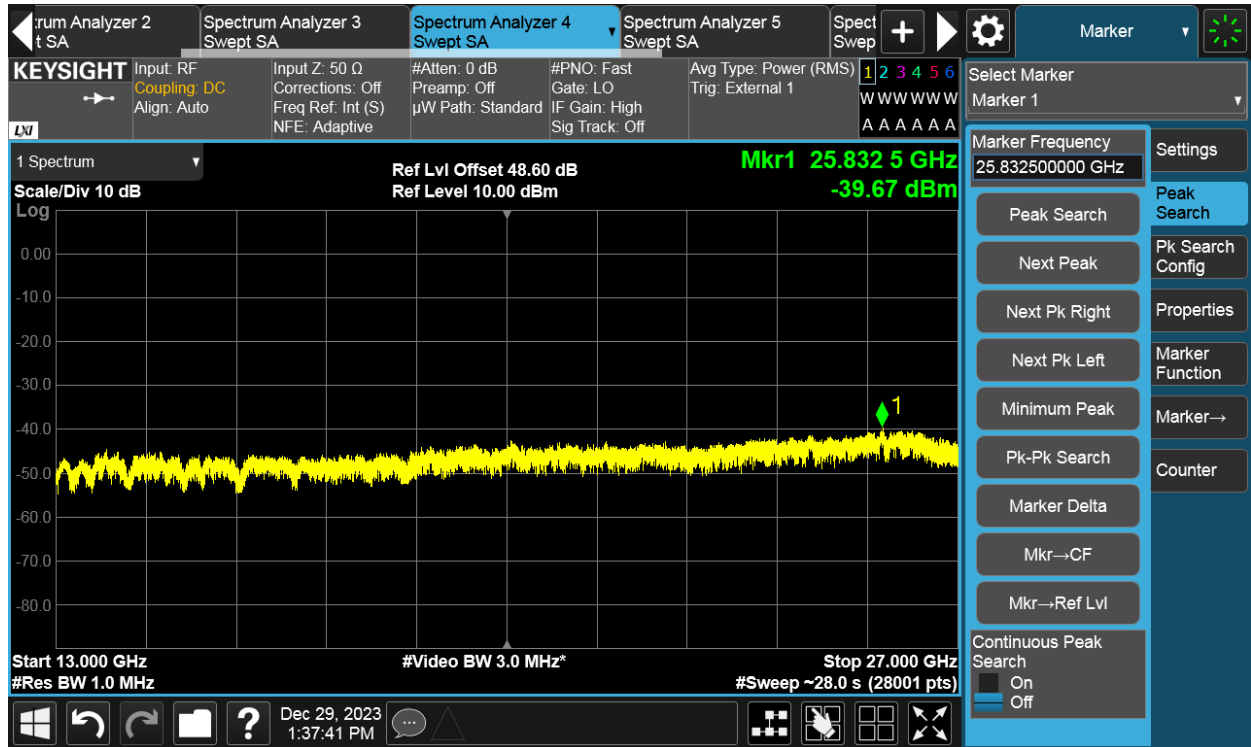 trum Analyzer 2
t SA
Spectrum Analyzer 3
Swept SA
Spectrum Analyzer 4
Swept SA
Spectrum Analyzer 5
Swept SA
Spect
Swep
+
Marker
KEYSIGHT
LXI
Input: RF
Coupling: DC
Align: Auto
Input Z: 50 Ω
Corrections: Off
Freq Ref: Int (S)
NFE: Adaptive
#Atten: 0 dB
Preamp: Off
µW Path: Standard
#PNO: Fast
Gate: LO
IF Gain: High
Sig Track: Off
Avg Type: Power (RMS)
Trig: External 1
1 2 3 4 5 6
W W W W W W
A A A A A A
Select Marker
Marker 1
1 Spectrum
Scale/Div 10 dB
Log
Ref Lvl Offset 48.60 dB
Ref Level 10.00 dBm
Mkr1 25.832 5 GHz
-39.67 dBm
0.00
-10.0
-20.0
-30.0
-40.0
-50.0
-60.0
-70.0
-80.0
1
Start 13.000 GHz
#Res BW 1.0 MHz
#Video BW 3.0 MHz*
Stop 27.000 GHz
#Sweep ~28.0 s (28001 pts)
Marker Frequency
25.832500000 GHz
Peak Search
Next Peak
Next Pk Right
Next Pk Left
Minimum Peak
Pk-Pk Search
Marker Delta
Mkr→CF
Mkr→Ref Lvl
Continuous Peak
Search
On
Off
Settings
Peak
Search
Pk Search
Config
Properties
Marker
Function
Marker→
Counter
?
Dec 29, 2023
1:37:41 PM